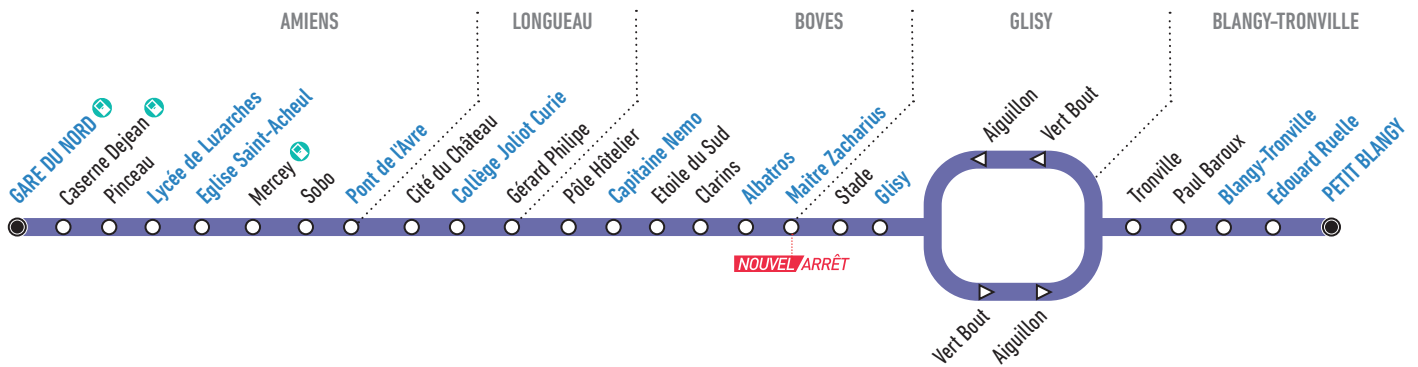 AMIENS
LONGUEAU
BOVES
GLISY
BLANGY-TRONVILLE
GARE DU NORD
Caserne Dejean
Pinceau
Lycée de Luzarches
Eglise Saint-Acheul
Mercey
Sobo
Pont de l'Avre
Cité du Château
Collège Joliot Curie
Gérard Philipe
Pôle Hôtelier
Capitaine Nemo
Etoile du Sud
Clarins
Albatros
Maitre Zacharius
Stade
Glisy
Aiguillon
Vert Bout
Tronville
Paul Baroux
Blangy-Tronville
Edouard Ruelle
PETIT BLANGY
NOUVEL ARRÊT
Vert Bout
Aiguillon